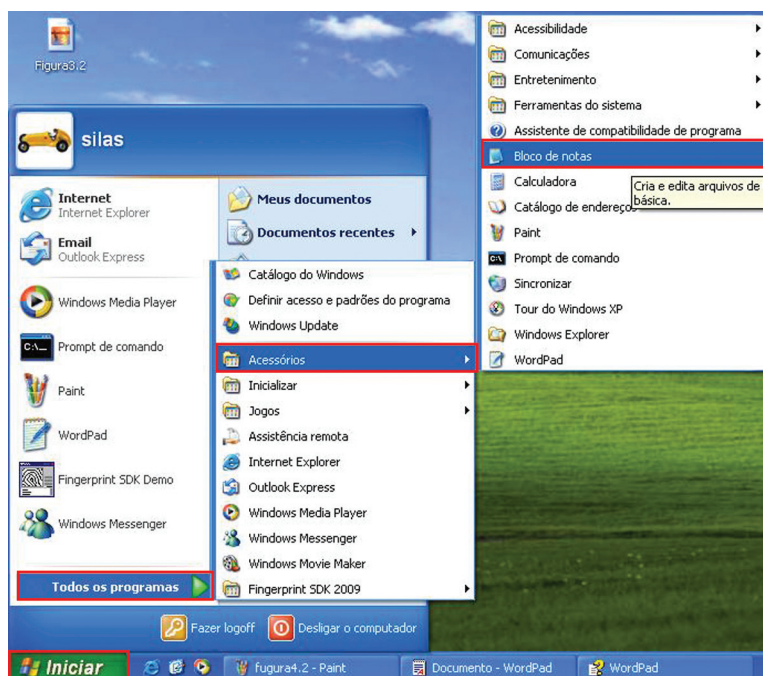 Figura3.2
silas
Internet
Internet Explorer
Email
Outlook Express
Windows Media Player
Prompt de comando
Paint
WordPad
Fingerprint SDK Demo
Windows Messenger
Todos os programas
Meus documentos
Documentos recentes
Catálogo do Windows
Definir acesso e padrões do programa
Windows Update
Acessórios
Inicializar
Jogos
Assistência remota
Internet Explorer
Outlook Express
Windows Media Player
Windows Messenger
Windows Movie Maker
Fingerprint SDK 2009
Acessibilidade
Comunicações
Entretenimento
Ferramentas do sistema
Assistente de compatibilidade de programa
Bloco de notas
Calculadora
Cria e edita arquivos de
básica.
Catálogo de endereços
Paint
Prompt de comando
Sincronizar
Tour do Windows XP
Windows Explorer
WordPad
Fazer logoff
Desligar o computador
Iniciar
fugura4.2 - Paint
Documento - WordPad
WordPad